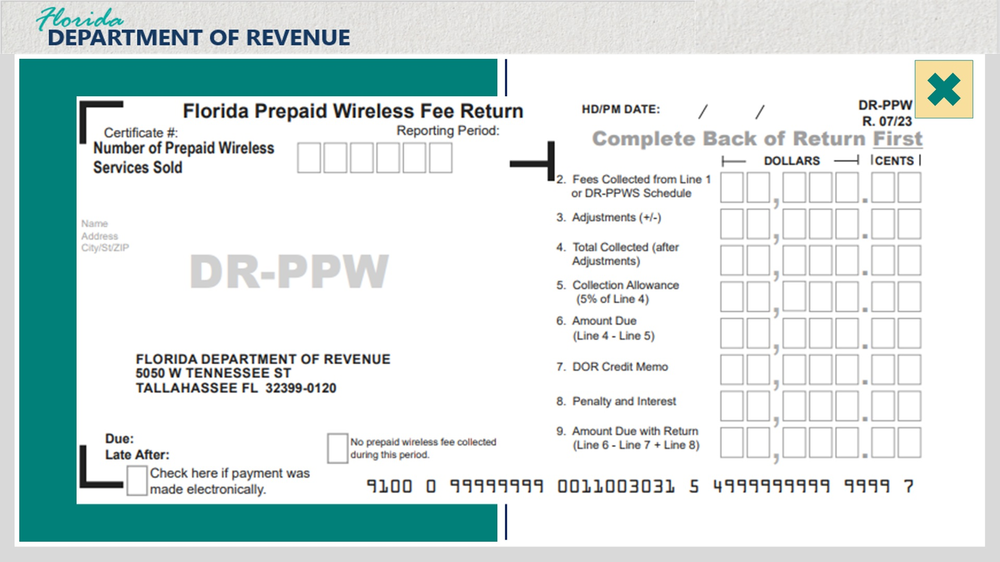 Florida
DEPARTMENT OF REVENUE
Florida Prepaid Wireless Fee Return
Certificate #:
Reporting Period:
Number of Prepaid Wireless
Services Sold
Name
Address
City/St/ZIP
DR-PPW
FLORIDA DEPARTMENT OF REVENUE
5050 W TENNESSEE ST
TALLAHASSEE FL 32399-0120
Due:
Late After:
Check here if payment was
made electronically.
No prepaid wireless fee collected
during this period.
HD/PM DATE: / /
DR-PPW
R. 07/23
Complete Back of Return First
DOLLARS CENTS
2. Fees Collected from Line 1
or DR-PPWS Schedule
3. Adjustments (+/-)
4. Total Collected (after
Adjustments)
5. Collection Allowance
(5% of Line 4)
6. Amount Due
(Line 4 - Line 5)
7. DOR Credit Memo
8. Penalty and Interest
9. Amount Due with Return
(Line 6 - Line 7 + Line 8)
9100 0 99999999 0011003031 5 4999999999 9999 7